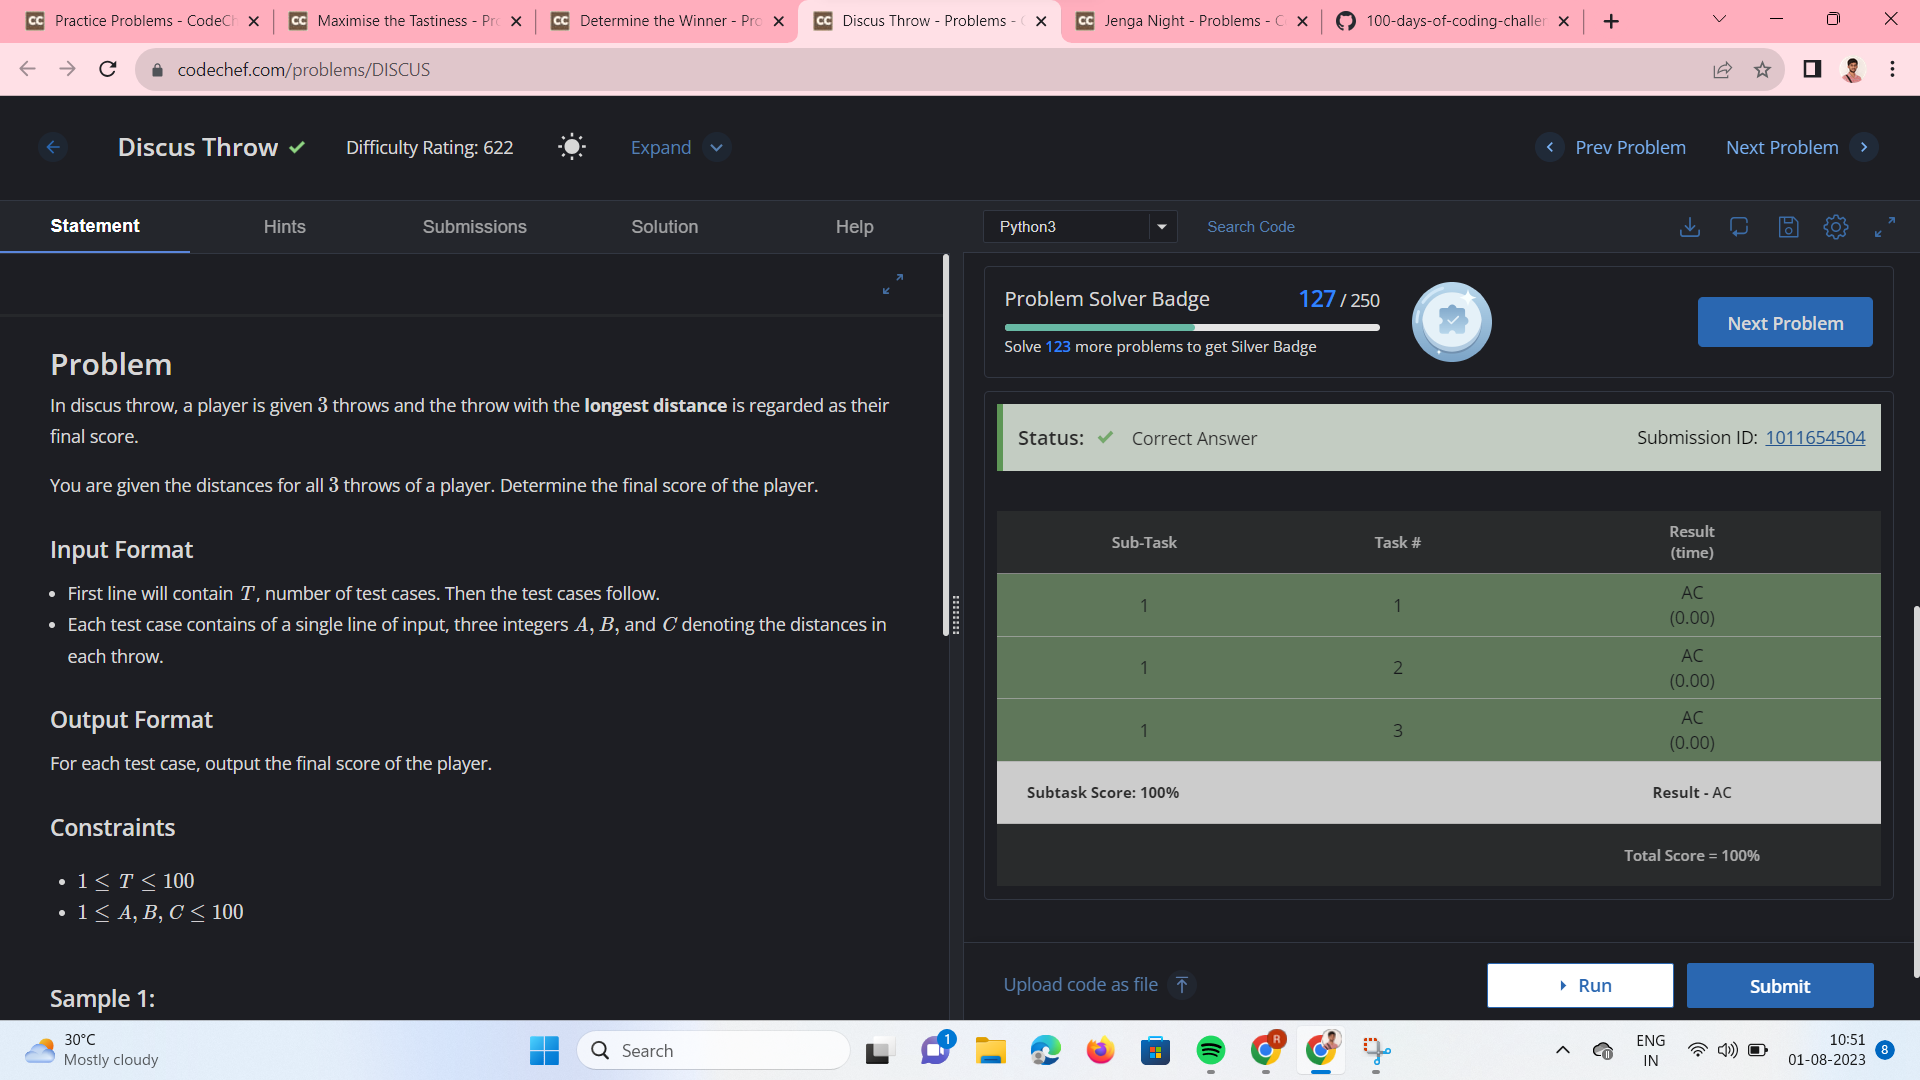 CC Practice Problems - CodeCh
CC Maximise the Tastiness - Pro
CC Determine the Winner - Pro
CC Discus Throw - Problems - C
CC Jenga Night - Problems - Co
100-days-of-coding-challen
codechef.com/problems/DISCUS
Discus Throw
Difficulty Rating: 622
Expand
Prev Problem
Next Problem
Statement
Hints
Submissions
Solution
Help
Python3
Search Code
Problem
In discus throw, a player is given 3 throws and the throw with the longest distance is regarded as their
final score.
You are given the distances for all 3 throws of a player. Determine the final score of the player.
Input Format
• First line will contain T, number of test cases. Then the test cases follow.
• Each test case contains of a single line of input, three integers A, B, and C denoting the distances in
each throw.
Output Format
For each test case, output the final score of the player.
Constraints
• 1 ≤ T ≤ 100
• 1 ≤ A, B, C ≤ 100
Sample 1:
Problem Solver Badge
127 / 250
Solve 123 more problems to get Silver Badge
Next Problem
Status: Correct Answer
Submission ID: 1011654504
Sub-Task Task # Result
(time)
1 1 AC
(0.00)
1 2 AC
(0.00)
1 3 AC
(0.00)
Subtask Score: 100% Result - AC
Total Score = 100%
Upload code as file
Run
Submit
30°C
Mostly cloudy
Search
1
R
ENG
IN
10:51
01-08-2023
8